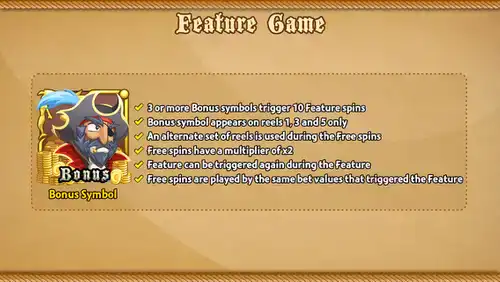 Feature Game
3 or more Bonus symbols trigger 10 Feature spins
Bonus symbol appears on reels 1, 3 and 5 only
An alternate set of reels is used during the Free spins
Free spins have a multiplier of x2
Feature can be triggered again during the Feature
Free spins are played by the same bet values that triggered the Feature
Bonus
Bonus Symbol